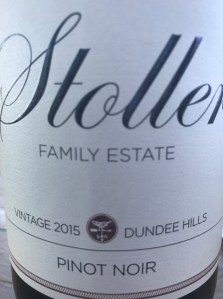 Stoller
FAMILY ESTATE
VINTAGE 2015 DUNDEE HILLS
PINOT NOIR